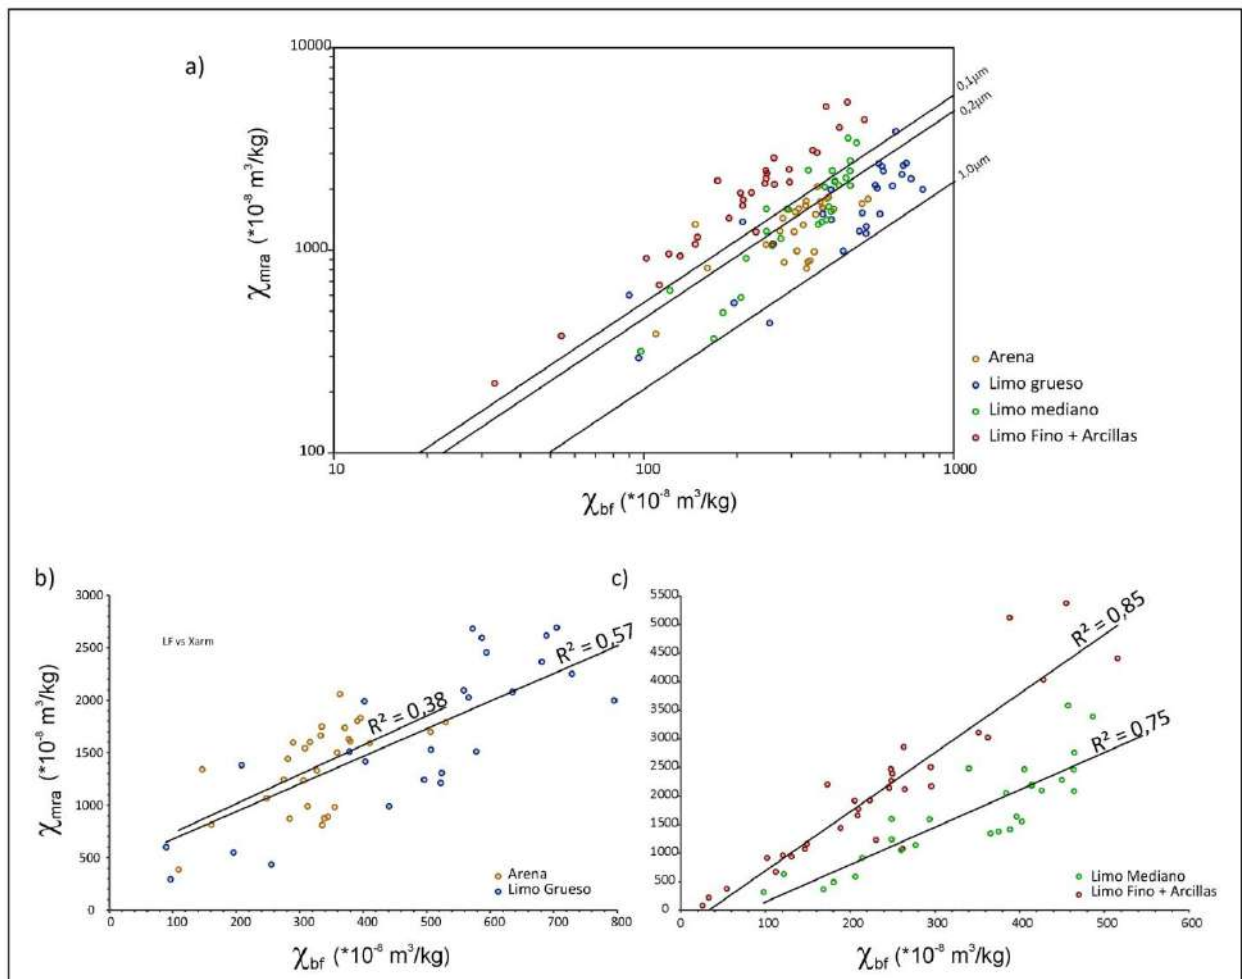 a)
10000
1000
100
χmra (*10⁻⁸ m³/kg)
0,1µm
0,2µm
1,0µm
Arena
Limo grueso
Limo mediano
Limo Fino + Arcillas
10
100
1000
χbf (*10⁻⁸ m³/kg)
b)
3000
2500
2000
1500
1000
500
0
χmra (*10⁻⁸ m³/kg)
LF vs Xarm
R² = 0,57
R² = 0,38
Arena
Limo Grueso
0 100 200 300 400 500 600 700 800
χbf (*10⁻⁸ m³/kg)
c)
5500
5000
4500
4000
3500
3000
2500
2000
1500
1000
500
0
R² = 0,85
R² = 0,75
Limo Mediano
Limo Fino + Arcillas
0 100 200 300 400 500 600
χbf (*10⁻⁸ m³/kg)